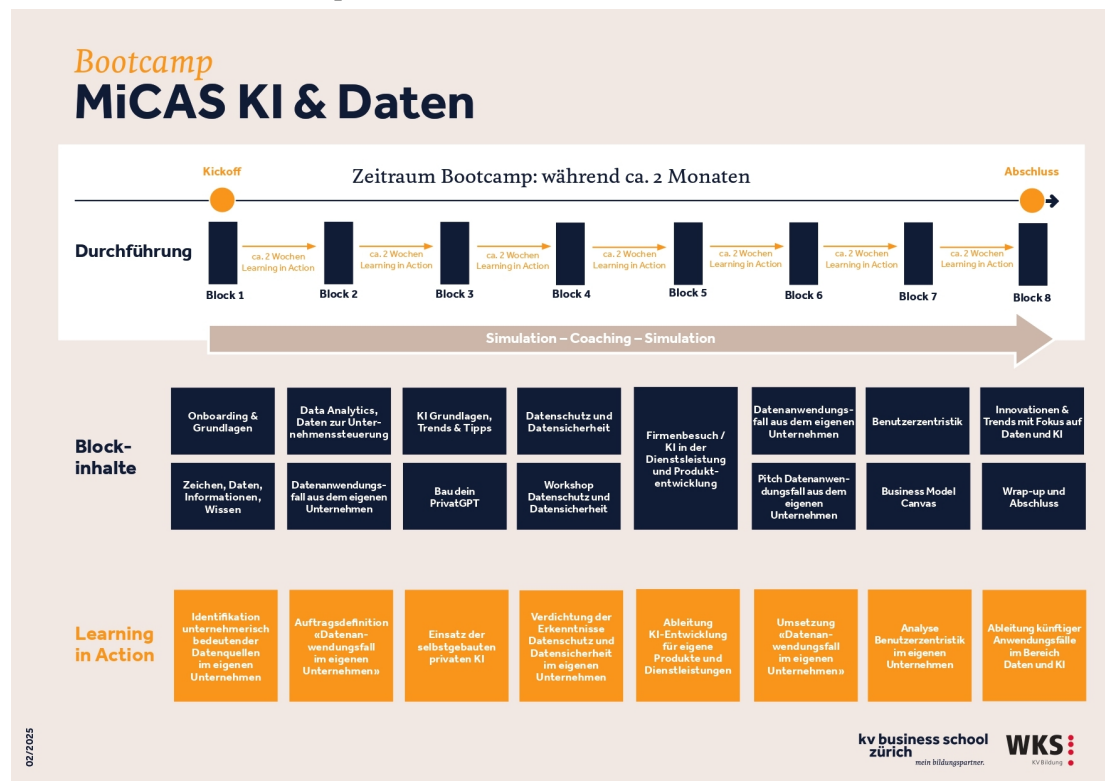 Bootcamp
MiCAS KI & Daten
Kickoff
Zeitraum Bootcamp: während ca. 2 Monaten
Abschluss
Durchführung
ca. 2 Wochen
Learning in Action
ca. 2 Wochen
Learning in Action
ca. 2 Wochen
Learning in Action
ca. 2 Wochen
Learning in Action
ca. 2 Wochen
Learning in Action
ca. 2 Wochen
Learning in Action
ca. 2 Wochen
Learning in Action
Block 1
Block 2
Block 3
Block 4
Block 5
Block 6
Block 7
Block 8
Simulation – Coaching – Simulation
Block-
inhalte
Onboarding &
Grundlagen
Data Analytics,
Daten zur Unter-
nehmenssteuerung
KI Grundlagen,
Trends & Tipps
Datenschutz und
Datensicherheit
Firmenbesuch /
KI in der
Dienstleistung
und Produkt-
entwicklung
Datenanwendungs-
fall aus dem eigenen
Unternehmen
Benutzerzentristik
Innovationen &
Trends mit Fokus auf
Daten und KI
Zeichen, Daten,
Informationen,
Wissen
Datenanwendungs-
fall aus dem eigenen
Unternehmen
Bau dein
PrivatGPT
Workshop
Datenschutz und
Datensicherheit
Pitch Datenanwen-
dungsfall aus dem
eigenen
Unternehmen
Business Model
Canvas
Wrap-up und
Abschluss
Learning
in Action
Identifikation
unternehmerisch
bedeutender
Datenquellen
im eigenen
Unternehmen
Auftragsdefinition
«Datenan-
wendungsfall
im eigenen
Unternehmen»
Einsatz der
selbstgebauten
privaten KI
Verdichtung der
Erkenntnisse
Datenschutz und
Datensicherheit
im eigenen
Unternehmen
Ableitung
KI-Entwicklung
für eigene
Produkte und
Dienstleistungen
Umsetzung
«Datenan-
wendungsfall
im eigenen
Unternehmen»
Analyse
Benutzerzentristik
im eigenen
Unternehmen
Ableitung künftiger
Anwendungsfälle
im Bereich
Daten und KI
02/2025
kv business school
zürich
mein bildungspartner.
WKS
KV Bildung